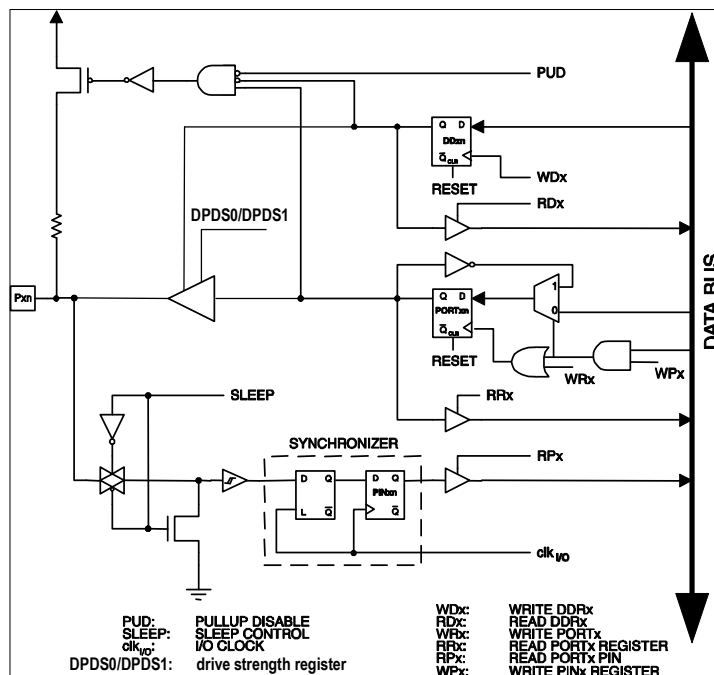 PUD
Q D
DDxn
Q CLR
WDx
RESET
RDx
DPDS0/DPDS1
Pxn
1
Q D
PORTxn
0
Q CLR
RESET
WRx
WPx
SLEEP
RRx
SYNCHRONIZER
RPx
D Q
D Q
PINxn
L Q
Q
clk I/O
DATA BUS
PUD: PULLUP DISABLE
SLEEP: SLEEP CONTROL
clk I/O: I/O CLOCK
DPDS0/DPDS1: drive strength register
WDx: WRITE DDRx
RDx: READ DDRx
WRx: WRITE PORTx
RRx: READ PORTx REGISTER
RPx: READ PORTx PIN
WPx: WRITE PINx REGISTER